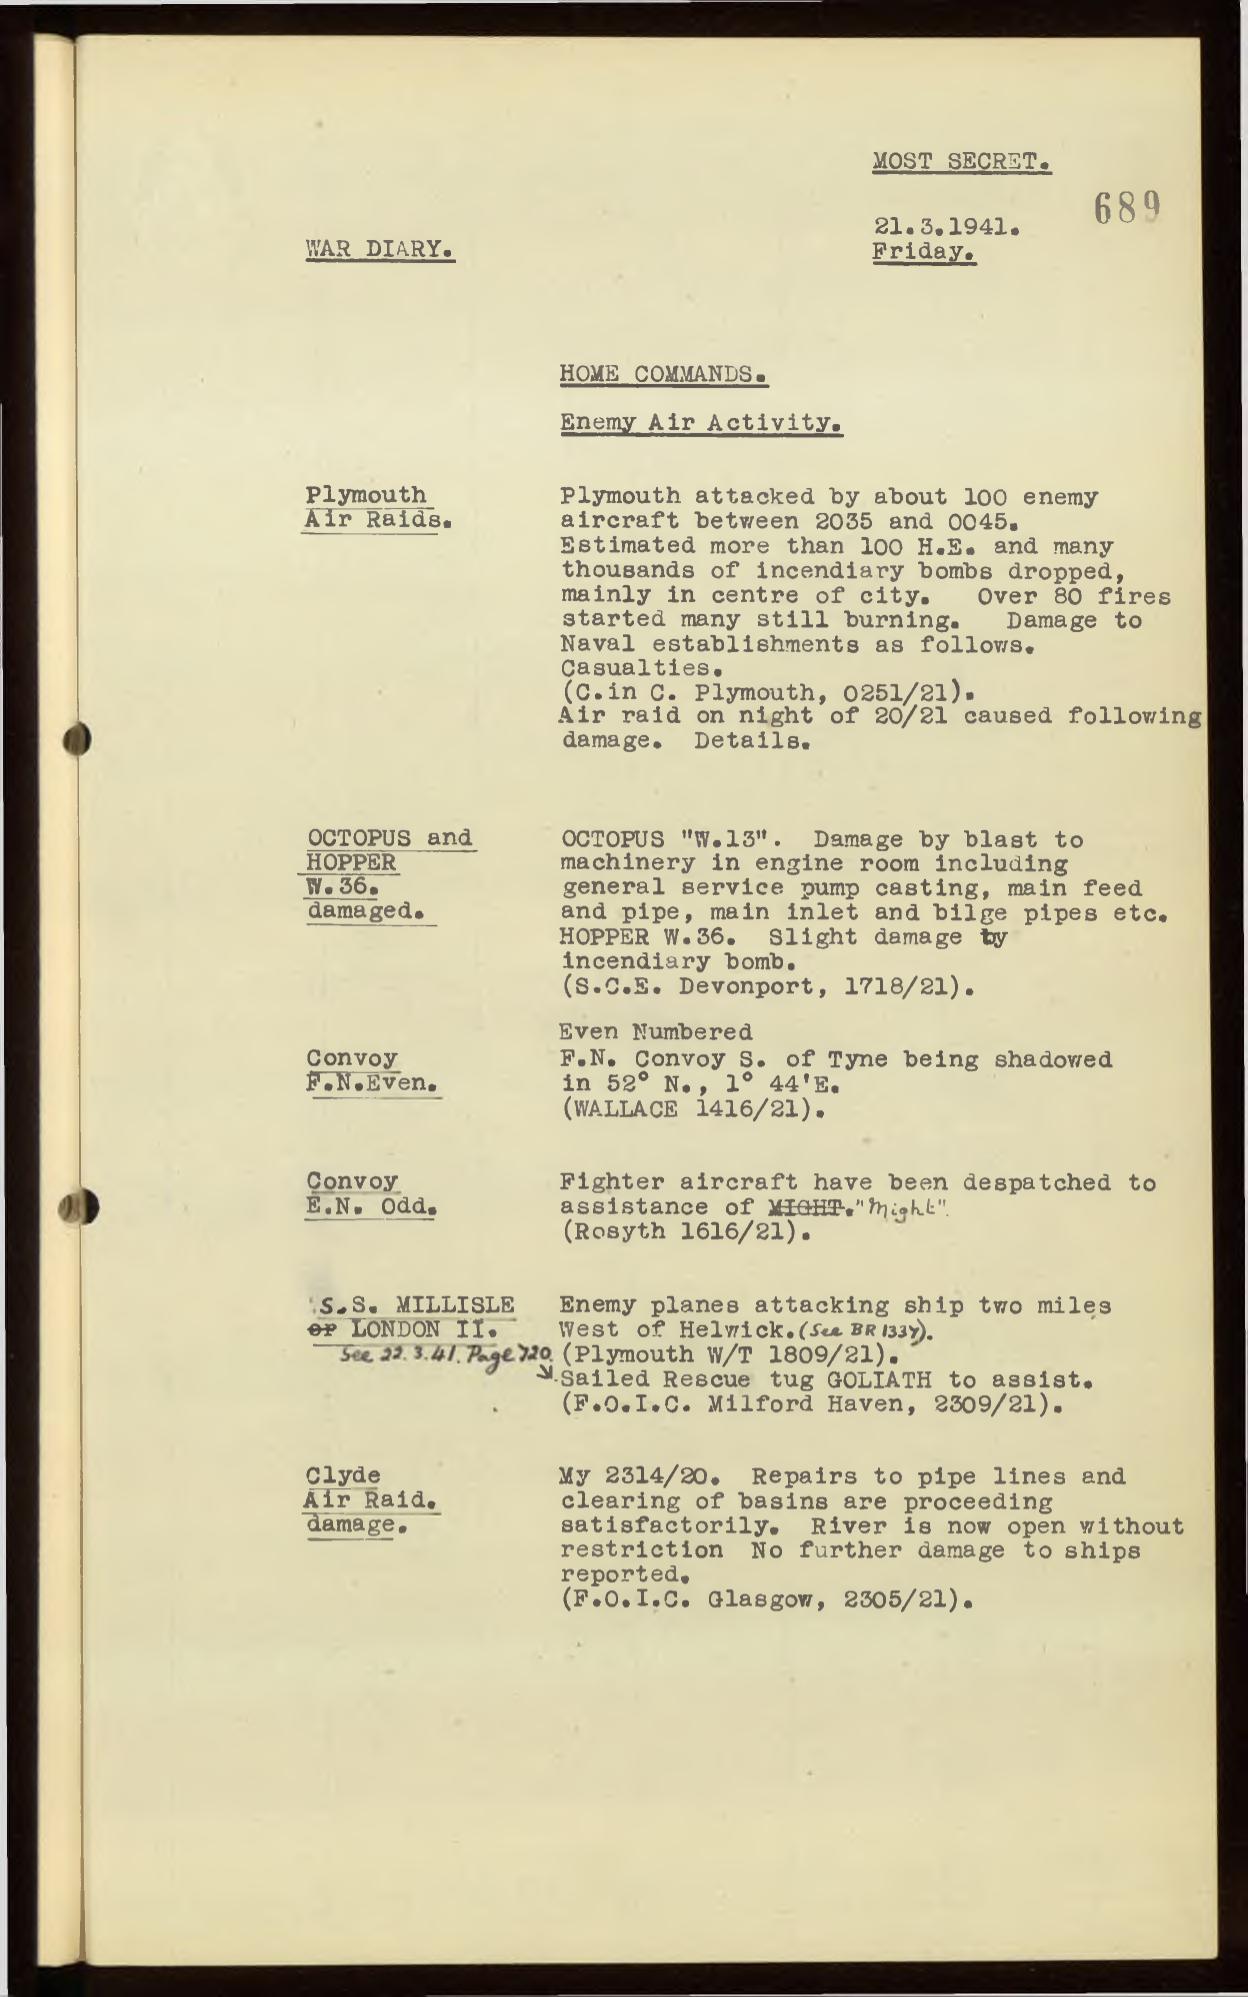 MOST SECRET.
689
21.3.1941.
WAR DIARY.
Friday.
HOME COMMANDS.
Enemy Air Activity.
Plymouth
Air Raids.
Plymouth attacked by about 100 enemy
aircraft between 2035 and 0045.
Estimated more than 100 H.E. and many
thousands of incendiary bombs dropped,
mainly in centre of city. Over 80 fires
started many still burning. Damage to
Naval establishments as follows.
Casualties.
(C.in C. Plymouth, 0251/21).
Air raid on night of 20/21 caused following
damage. Details.
OCTOPUS and
HOPPER
W.36.
damaged.
OCTOPUS "W.13". Damage by blast to
machinery in engine room including
general service pump casting, main feed
and pipe, main inlet and bilge pipes etc.
HOPPER W.36. Slight damage by
incendiary bomb.
(S.C.E. Devonport, 1718/21).
Convoy
F.N.Even.
Even Numbered
F.N. Convoy S. of Tyne being shadowed
in 52° N., 1° 44'E.
(WALLACE 1416/21).
Convoy
E.N. Odd.
Fighter aircraft have been despatched to
assistance of MIGHT. "Might".
(Rosyth 1616/21).
S.S. MILLISLE
or LONDON II.
See 22.3.41. Page 720.
Enemy planes attacking ship two miles
West of Helwick. (See BR 1337).
(Plymouth W/T 1809/21).
Sailed Rescue tug GOLIATH to assist.
(F.O.I.C. Milford Haven, 2309/21).
Clyde
Air Raid.
damage.
My 2314/20. Repairs to pipe lines and
clearing of basins are proceeding
satisfactorily. River is now open without
restriction No further damage to ships
reported.
(F.O.I.C. Glasgow, 2305/21).